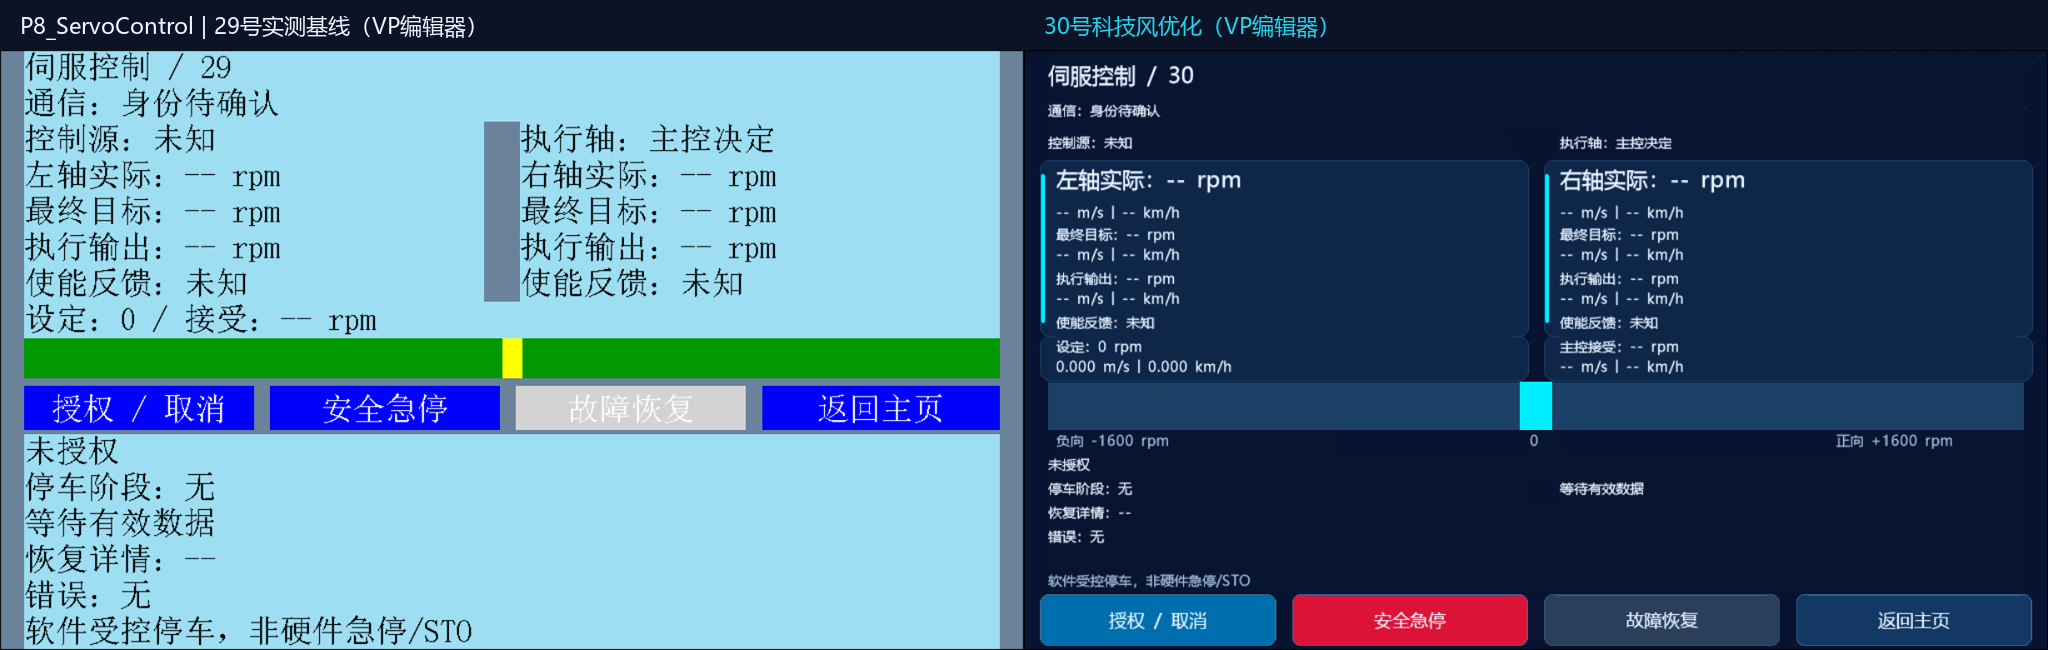 P8_ServoControl | 29号实测基线（VP编辑器）
伺服控制 / 29
通信：身份待确认
控制源：未知
执行轴：主控决定
左轴实际：-- rpm
右轴实际：-- rpm
最终目标：-- rpm
最终目标：-- rpm
执行输出：-- rpm
执行输出：-- rpm
使能反馈：未知
使能反馈：未知
设定：0 / 接受：-- rpm
授权 / 取消
安全急停
故障恢复
返回主页
未授权
停车阶段：无
等待有效数据
恢复详情：--
错误：无
软件受控停车，非硬件急停/STO
30号科技风优化（VP编辑器）
伺服控制 / 30
通信：身份待确认
控制源：未知
执行轴：主控决定
左轴实际：-- rpm
-- m/s | -- km/h
最终目标：-- rpm
-- m/s | -- km/h
执行输出：-- rpm
-- m/s | -- km/h
使能反馈：未知
设定：0 rpm
0.000 m/s | 0.000 km/h
右轴实际：-- rpm
-- m/s | -- km/h
最终目标：-- rpm
-- m/s | -- km/h
执行输出：-- rpm
-- m/s | -- km/h
使能反馈：未知
主控接受：-- rpm
-- m/s | -- km/h
负向 -1600 rpm
0
正向 +1600 rpm
未授权
停车阶段：无
等待有效数据
恢复详情：--
错误：无
软件受控停车，非硬件急停/STO
授权 / 取消
安全急停
故障恢复
返回主页